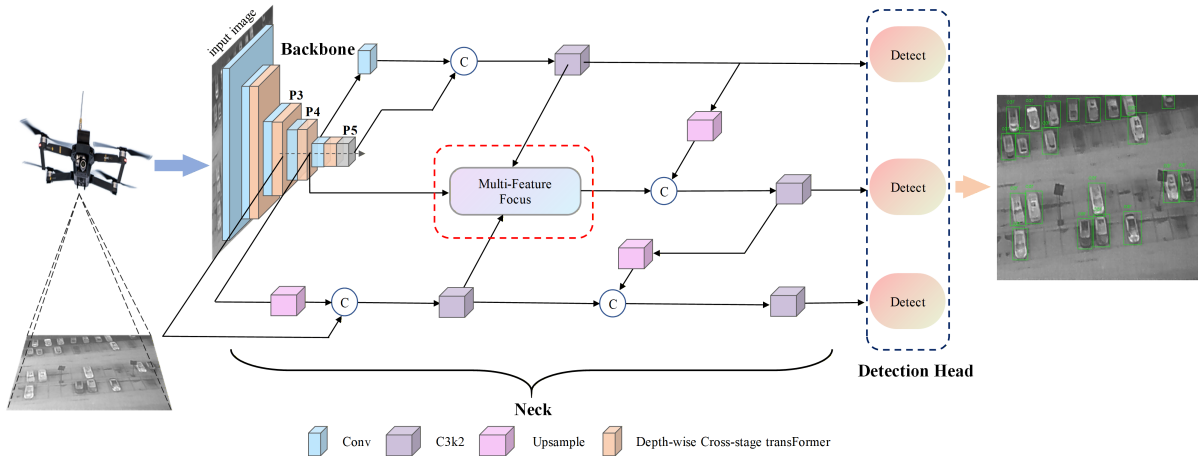 input image
Backbone
P3
P4
P5
C
Detect
Multi-Feature
Focus
C
Detect
C
C
Detect
Detection Head
Neck
Conv
C3k2
Upsample
Depth-wise Cross-stage transFormer